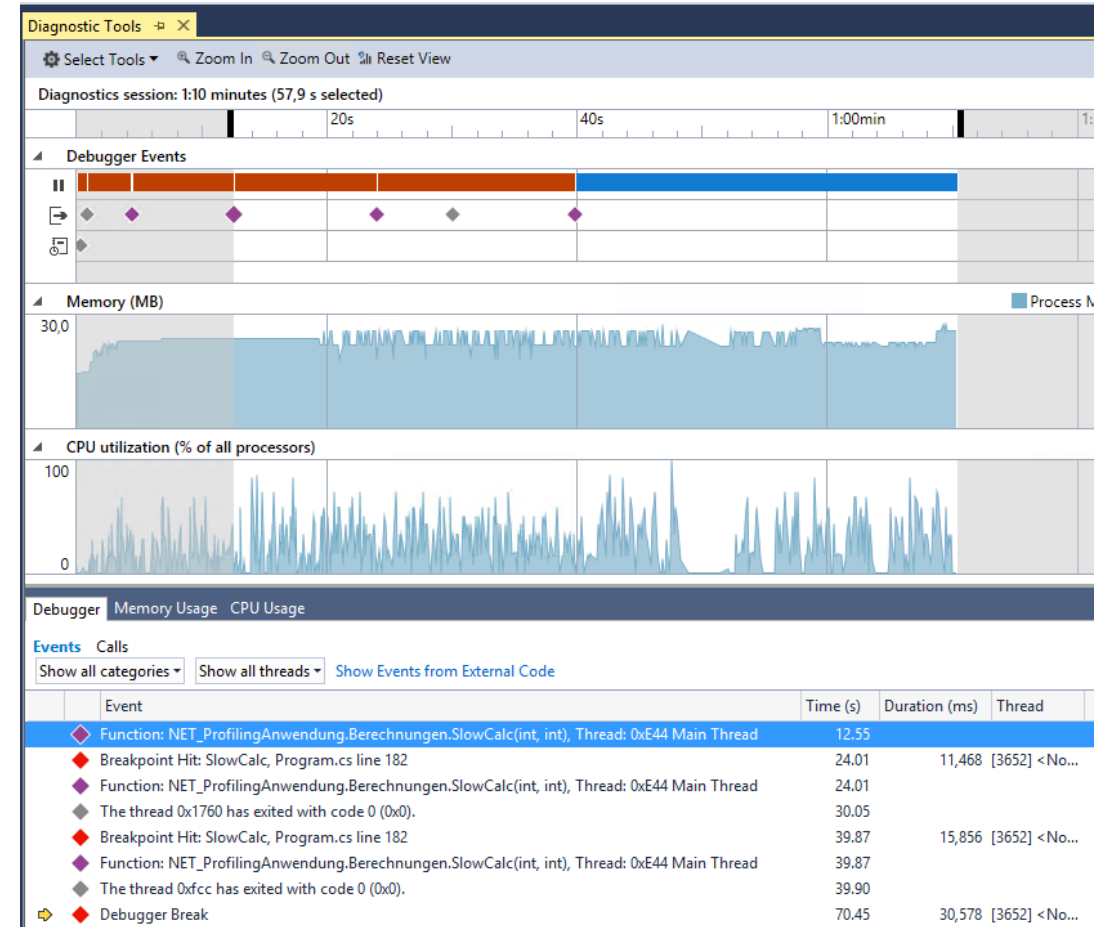 Diagnostic Tools
Select Tools Zoom In Zoom Out Reset View
Diagnostics session: 1:10 minutes (57,9 s selected)
20s 40s 1:00min 1:
Debugger Events
Memory (MB) Process M
30,0
CPU utilization (% of all processors)
100
0
Debugger Memory Usage CPU Usage
Events Calls
Show all categories Show all threads Show Events from External Code
Event Time (s) Duration (ms) Thread
Function: NET_ProfilingAnwendung.Berechnungen.SlowCalc(int, int), Thread: 0xE44 Main Thread 12.55
Breakpoint Hit: SlowCalc, Program.cs line 182 24.01 11,468 [3652] <No...
Function: NET_ProfilingAnwendung.Berechnungen.SlowCalc(int, int), Thread: 0xE44 Main Thread 24.01
The thread 0x1760 has exited with code 0 (0x0). 30.05
Breakpoint Hit: SlowCalc, Program.cs line 182 39.87 15,856 [3652] <No...
Function: NET_ProfilingAnwendung.Berechnungen.SlowCalc(int, int), Thread: 0xE44 Main Thread 39.87
The thread 0xfcc has exited with code 0 (0x0). 39.90
Debugger Break 70.45 30,578 [3652] <No...